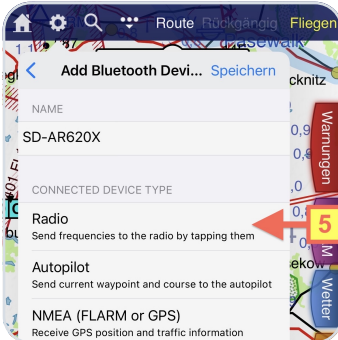 Route Rückgängig Fliegen
Add Bluetooth Devi... Speichern
cknitz
NAME
SD-AR620X
Warnungen
CONNECTED DEVICE TYPE
Radio
Send frequencies to the radio by tapping them
5
Autopilot
Send current waypoint and course to the autopilot
NMEA (FLARM or GPS)
Receive GPS position and traffic information
Wetter